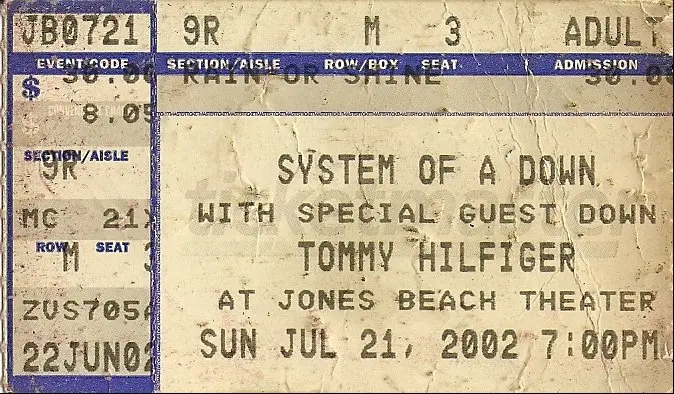 JB0721 9R M 3 ADULT
EVENT CODE SECTION/AISLE ROW/BOX SEAT ADMISSION
$ 30.00 RAIN OR SHINE 30.00
$ 8.05
SECTION/AISLE
9R
MC 21X
ROW SEAT
M 3
ZVS705A
22JUN02
ticketmaster
SYSTEM OF A DOWN
WITH SPECIAL GUEST DOWN
TOMMY HILFIGER
AT JONES BEACH THEATER
SUN JUL 21, 2002 7:00PM